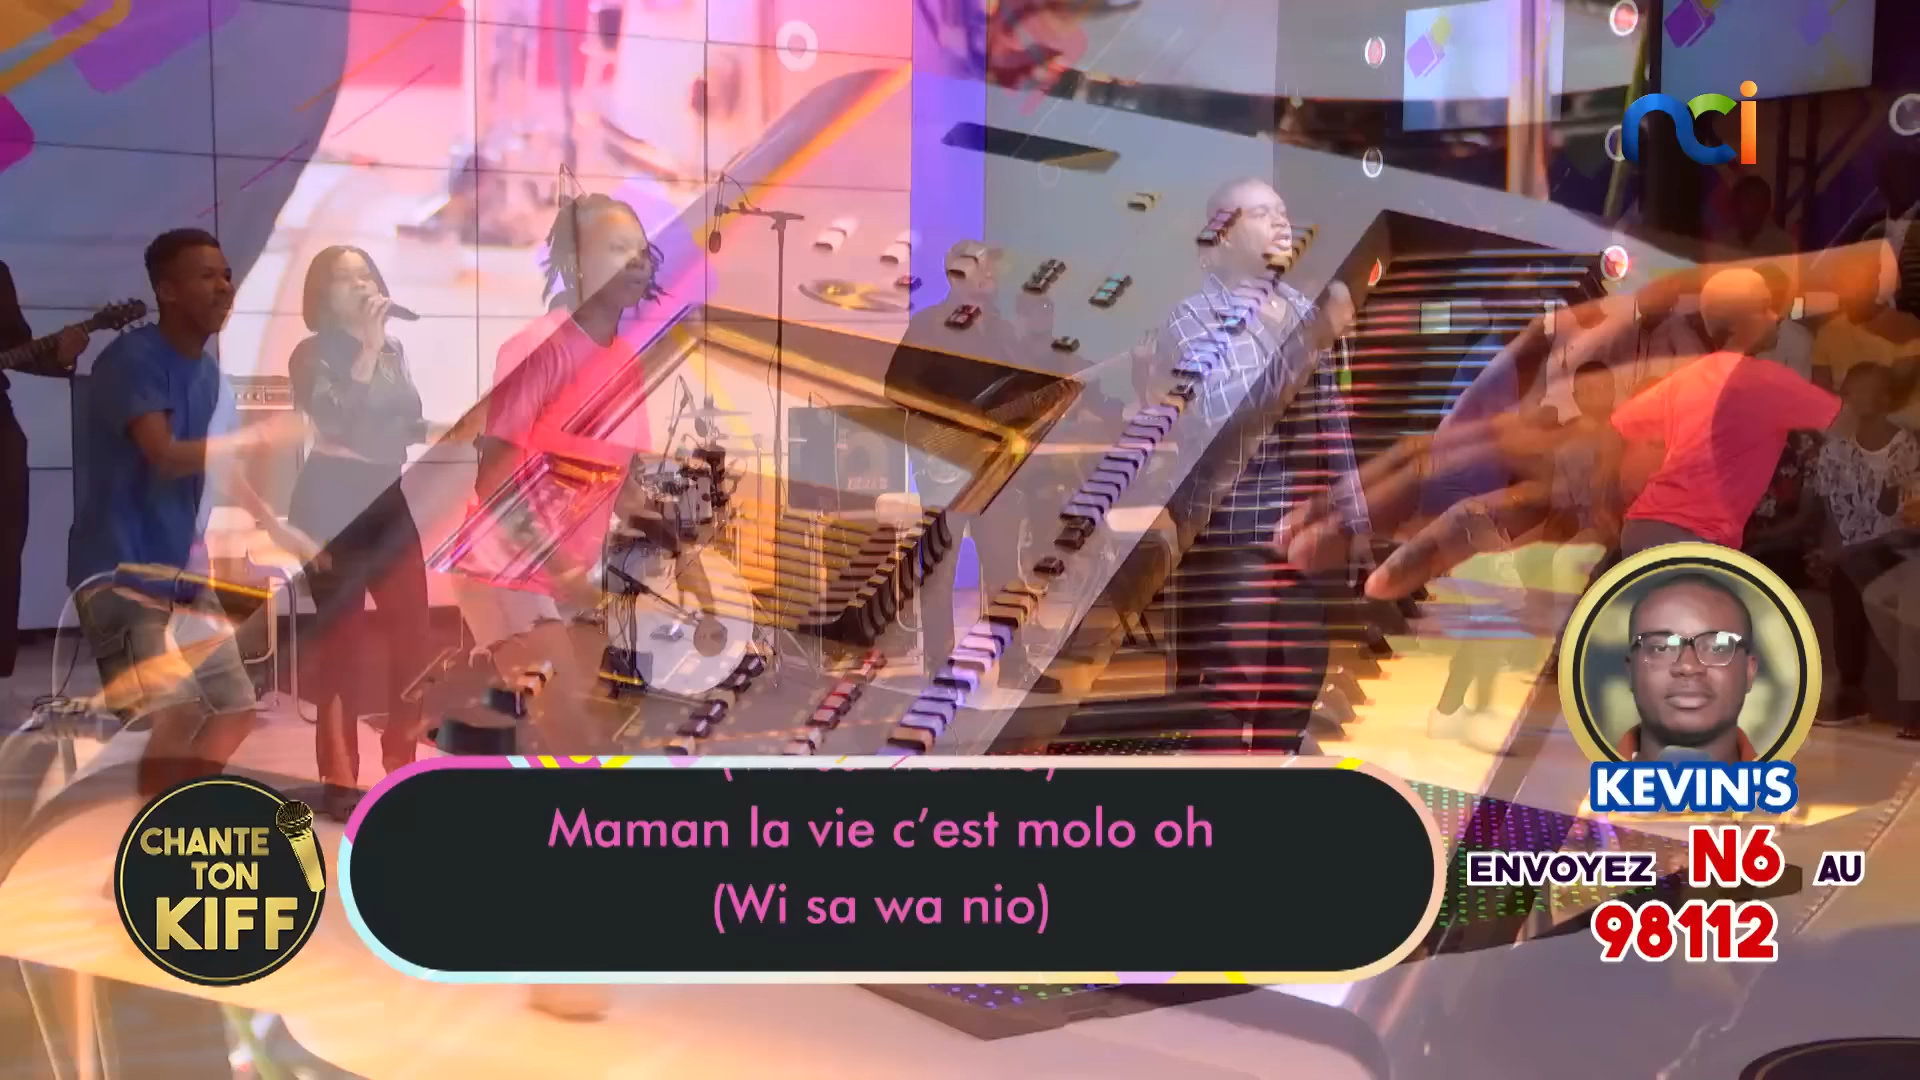 nci
Maman la vie c’est molo oh
(Wi sa wa nio)
CHANTE
TON
KIFF
KEVIN'S
ENVOYEZ N6 AU
98112